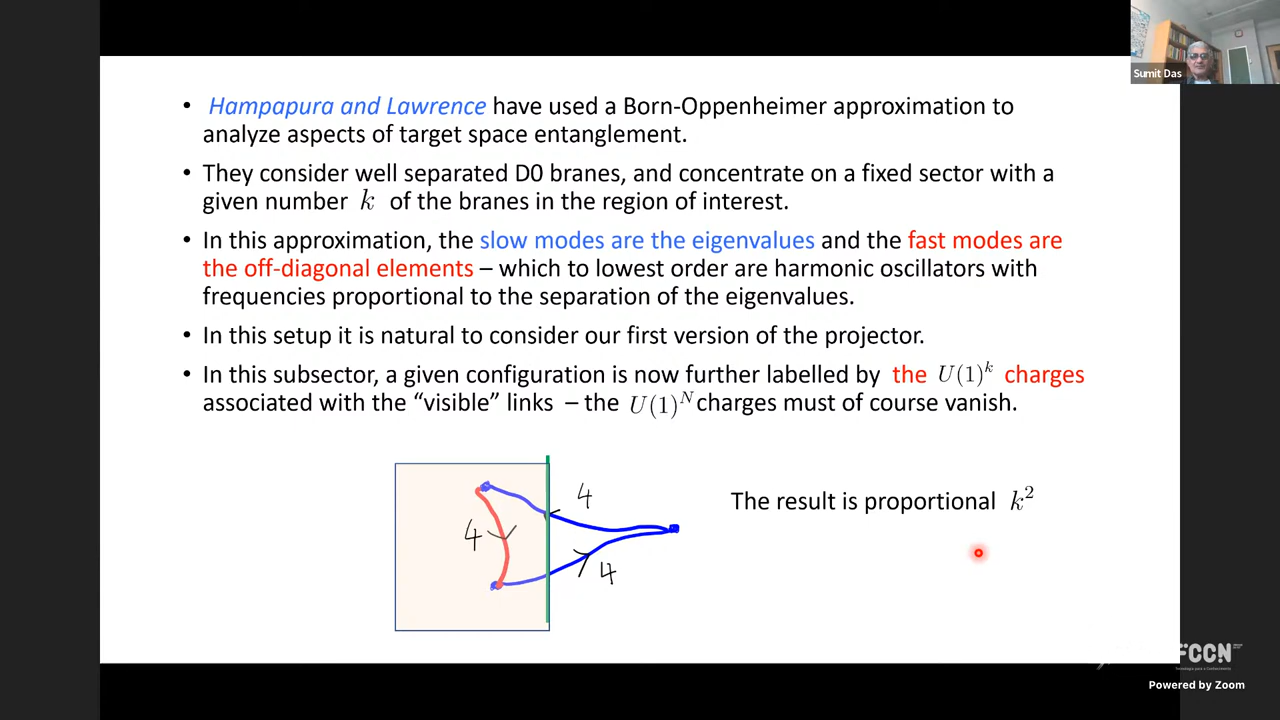 Sumit Das
• Hampapura and Lawrence have used a Born-Oppenheimer approximation to
analyze aspects of target space entanglement.
• They consider well separated D0 branes, and concentrate on a fixed sector with a
given number k of the branes in the region of interest.
• In this approximation, the slow modes are the eigenvalues and the fast modes are
the off-diagonal elements – which to lowest order are harmonic oscillators with
frequencies proportional to the separation of the eigenvalues.
• In this setup it is natural to consider our first version of the projector.
• In this subsector, a given configuration is now further labelled by the U(1)^k charges
associated with the “visible” links – the U(1)^N charges must of course vanish.
4
4
4
The result is proportional k^2
FCCN
Powered by Zoom